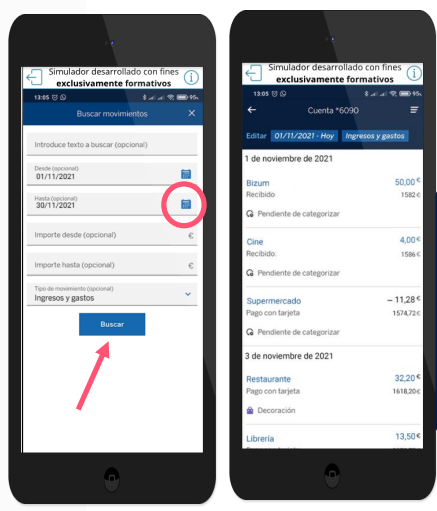 Simulador desarrollado con fines
exclusivamente formativos
13:05
95%
Buscar movimientos
Introduce texto a buscar (opcional)
Desde (opcional)
01/11/2021
Hasta (opcional)
30/11/2021
Importe desde (opcional) €
Importe hasta (opcional) €
Tipo de movimiento (opcional)
Ingresos y gastos
Buscar
Simulador desarrollado con fines
exclusivamente formativos
13:05
95%
Cuenta *6090
Editar 01/11/2021 - Hoy Ingresos y gastos
1 de noviembre de 2021
Bizum 50,00 €
Recibido 1582 €
Pendiente de categorizar
Cine 4,00 €
Recibido. 1586 €
Pendiente de categorizar
Supermercado – 11,28 €
Pago con tarjeta 1574,72 €
Pendiente de categorizar
3 de noviembre de 2021
Restaurante 32,20 €
Pago con tarjeta 1618,20 €
Decoración
Librería 13,50 €